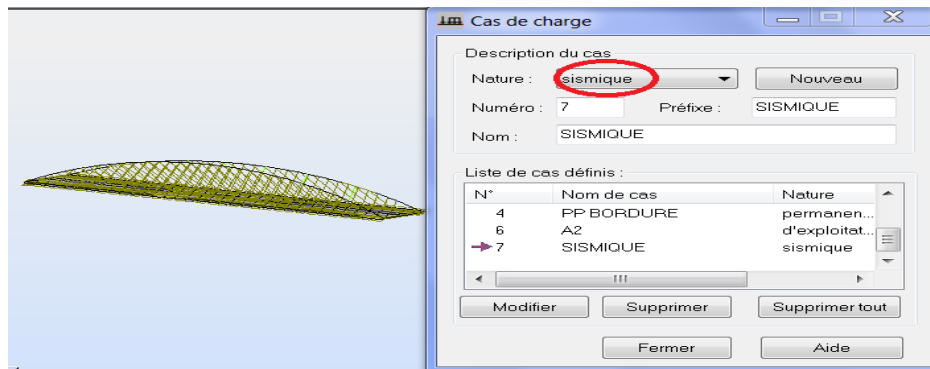 Cas de charge
Description du cas
Nature : sismique Nouveau
Numéro : 7 Préfixe : SISMIQUE
Nom : SISMIQUE
Liste de cas définis :
N° Nom de cas Nature
4 PP BORDURE permanen...
6 A2 d'exploitat...
7 SISMIQUE sismique
Modifier Supprimer Supprimer tout
Fermer Aide